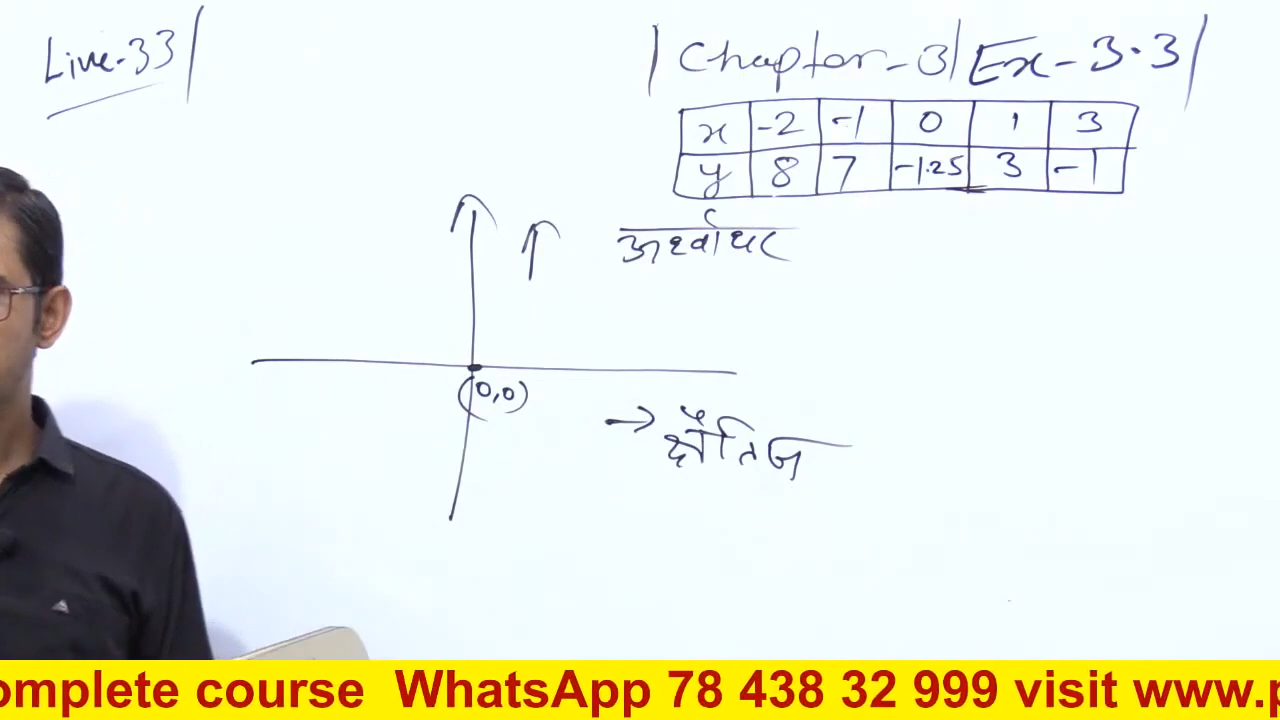 Live-33
Chapter-3 Ex-3.3
x -2 -1 0 1 3
y 8 7 -1.25 3 -1
ऊर्ध्वाधर
(0,0)
→ क्षैतिज
omplete course WhatsApp 78 438 32 999 visit www.p